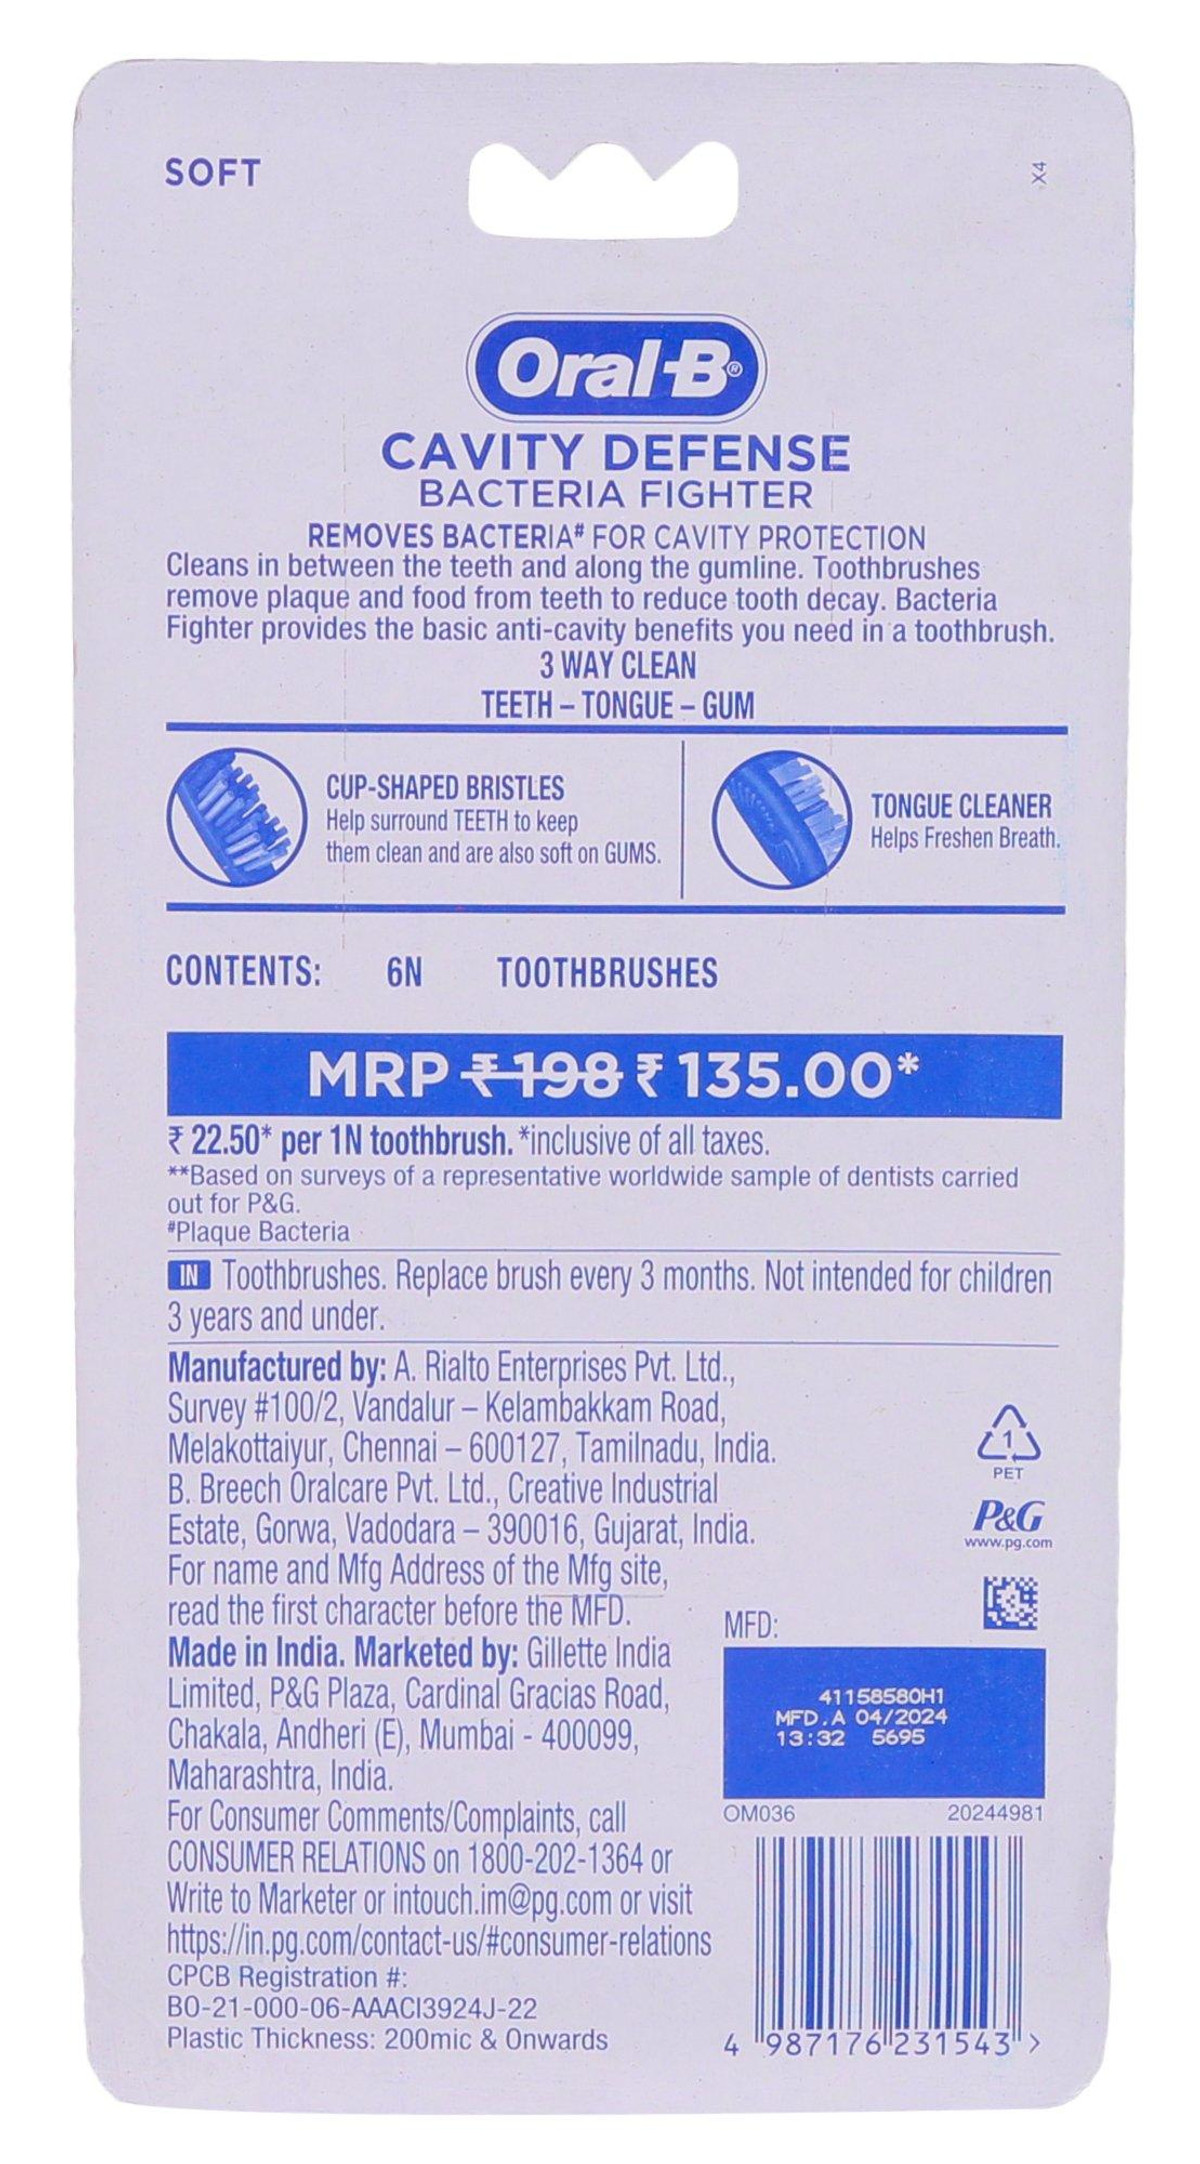 SOFT
X4
Oral-B®
CAVITY DEFENSE
BACTERIA FIGHTER
REMOVES BACTERIA# FOR CAVITY PROTECTION
Cleans in between the teeth and along the gumline. Toothbrushes
remove plaque and food from teeth to reduce tooth decay. Bacteria
Fighter provides the basic anti-cavity benefits you need in a toothbrush.
3 WAY CLEAN
TEETH – TONGUE – GUM
CUP-SHAPED BRISTLES
Help surround TEETH to keep
them clean and are also soft on GUMS.
TONGUE CLEANER
Helps Freshen Breath.
CONTENTS: 6N TOOTHBRUSHES
MRP ₹ 198 ₹ 135.00*
₹ 22.50* per 1N toothbrush. *inclusive of all taxes.
**Based on surveys of a representative worldwide sample of dentists carried
out for P&G.
#Plaque Bacteria
IN Toothbrushes. Replace brush every 3 months. Not intended for children
3 years and under.
Manufactured by: A. Rialto Enterprises Pvt. Ltd.,
Survey #100/2, Vandalur – Kelambakkam Road,
Melakottaiyur, Chennai – 600127, Tamilnadu, India.
B. Breech Oralcare Pvt. Ltd., Creative Industrial
Estate, Gorwa, Vadodara – 390016, Gujarat, India.
For name and Mfg Address of the Mfg site,
read the first character before the MFD.
Made in India. Marketed by: Gillette India
Limited, P&G Plaza, Cardinal Gracias Road,
Chakala, Andheri (E), Mumbai - 400099,
Maharashtra, India.
For Consumer Comments/Complaints, call
CONSUMER RELATIONS on 1800-202-1364 or
Write to Marketer or intouch.im@pg.com or visit
https://in.pg.com/contact-us/#consumer-relations
CPCB Registration #:
BO-21-000-06-AAACI3924J-22
Plastic Thickness: 200mic & Onwards
1
PET
P&G
www.pg.com
MFD:
41158580H1
MFD.A 04/2024
13:32 5695
OM036 20244981
4 987176 231543 >